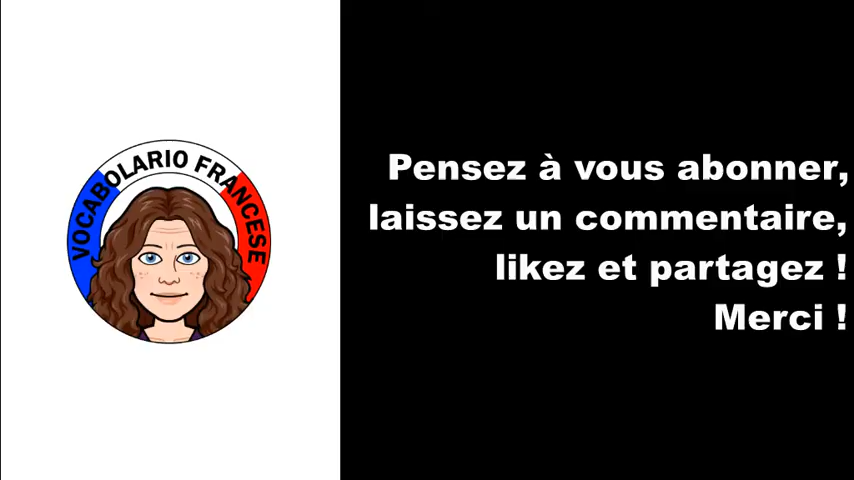 VOCABOLARIO FRANCESE
Pensez à vous abonner,
laissez un commentaire,
likez et partagez !
Merci !